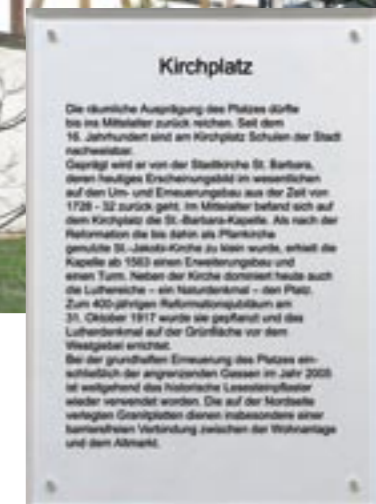 Kirchplatz
Die räumliche Ausprägung des Platzes dürfte
bis ins Mittelalter zurück reichen. Seit dem
16. Jahrhundert sind am Kirchplatz Schulen der Stadt
nachweisbar.
Geprägt wird er von der Stadtkirche St. Barbara,
deren heutiges Erscheinungsbild im wesentlichen
auf den Um- und Erneuerungsbau aus der Zeit von
1728 - 32 zurück geht. Im Mittelalter befand sich auf
dem Kirchplatz die St.-Barbara-Kapelle. Als nach der
Reformation die bis dahin als Pfarrkirche
genutzte St.-Jakobi-Kirche zu klein wurde, erhielt die
Kapelle ab 1563 einen Erweiterungsbau und
einen Turm. Neben der Kirche dominiert heute auch
die Luthereiche – ein Naturdenkmal – den Platz.
Zum 400-jährigen Reformationsjubiläum am
31. Oktober 1917 wurde sie gepflanzt und das
Lutherdenkmal auf der Grünfläche vor dem
Westgiebel errichtet.
Bei der grundhaften Erneuerung des Platzes ein-
schließlich der angrenzenden Gassen im Jahr 2005
ist weitgehend das historische Lesesteinpflaster
wieder verwendet worden. Die auf der Nordseite
verlegten Granitplatten dienen insbesondere einer
barrierefreien Verbindung zwischen der Wohnanlage
und dem Altmarkt.